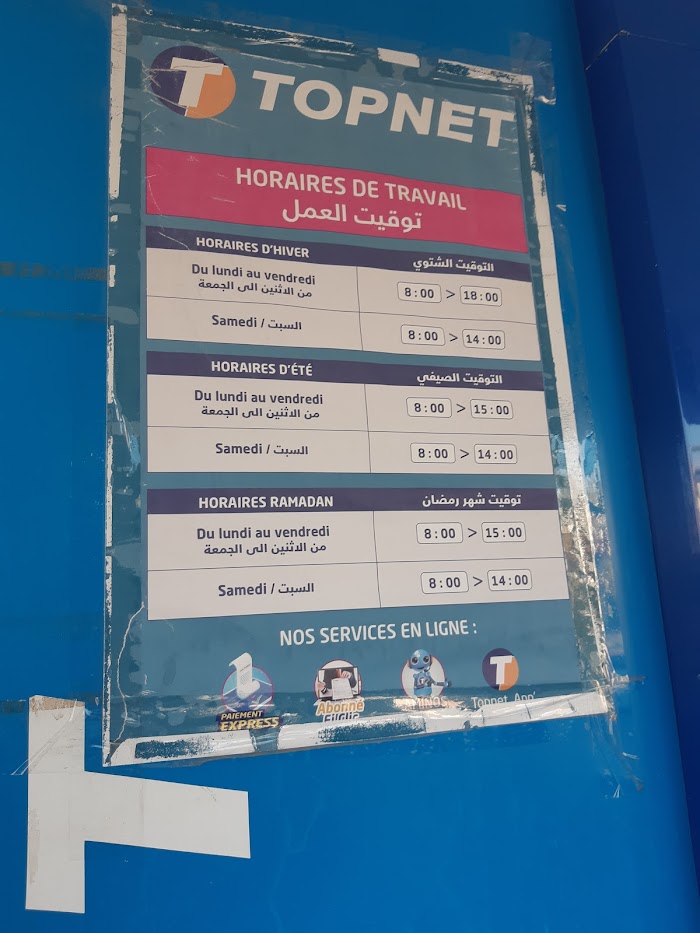 T TOPNET
HORAIRES DE TRAVAIL
توقيت العمل
HORAIRES D'HIVER التوقيت الشتوي
Du lundi au vendredi
من الاثنين الى الجمعة
8:00 > 18:00
Samedi / السبت 8:00 > 14:00
HORAIRES D'ÉTÉ التوقيت الصيفي
Du lundi au vendredi
من الاثنين الى الجمعة
8:00 > 15:00
Samedi / السبت 8:00 > 14:00
HORAIRES RAMADAN توقيت شهر رمضان
Du lundi au vendredi
من الاثنين الى الجمعة
8:00 > 15:00
Samedi / السبت 8:00 > 14:00
NOS SERVICES EN LIGNE :
T
PAIEMENT
EXPRESS
Abonné
Topnet App'